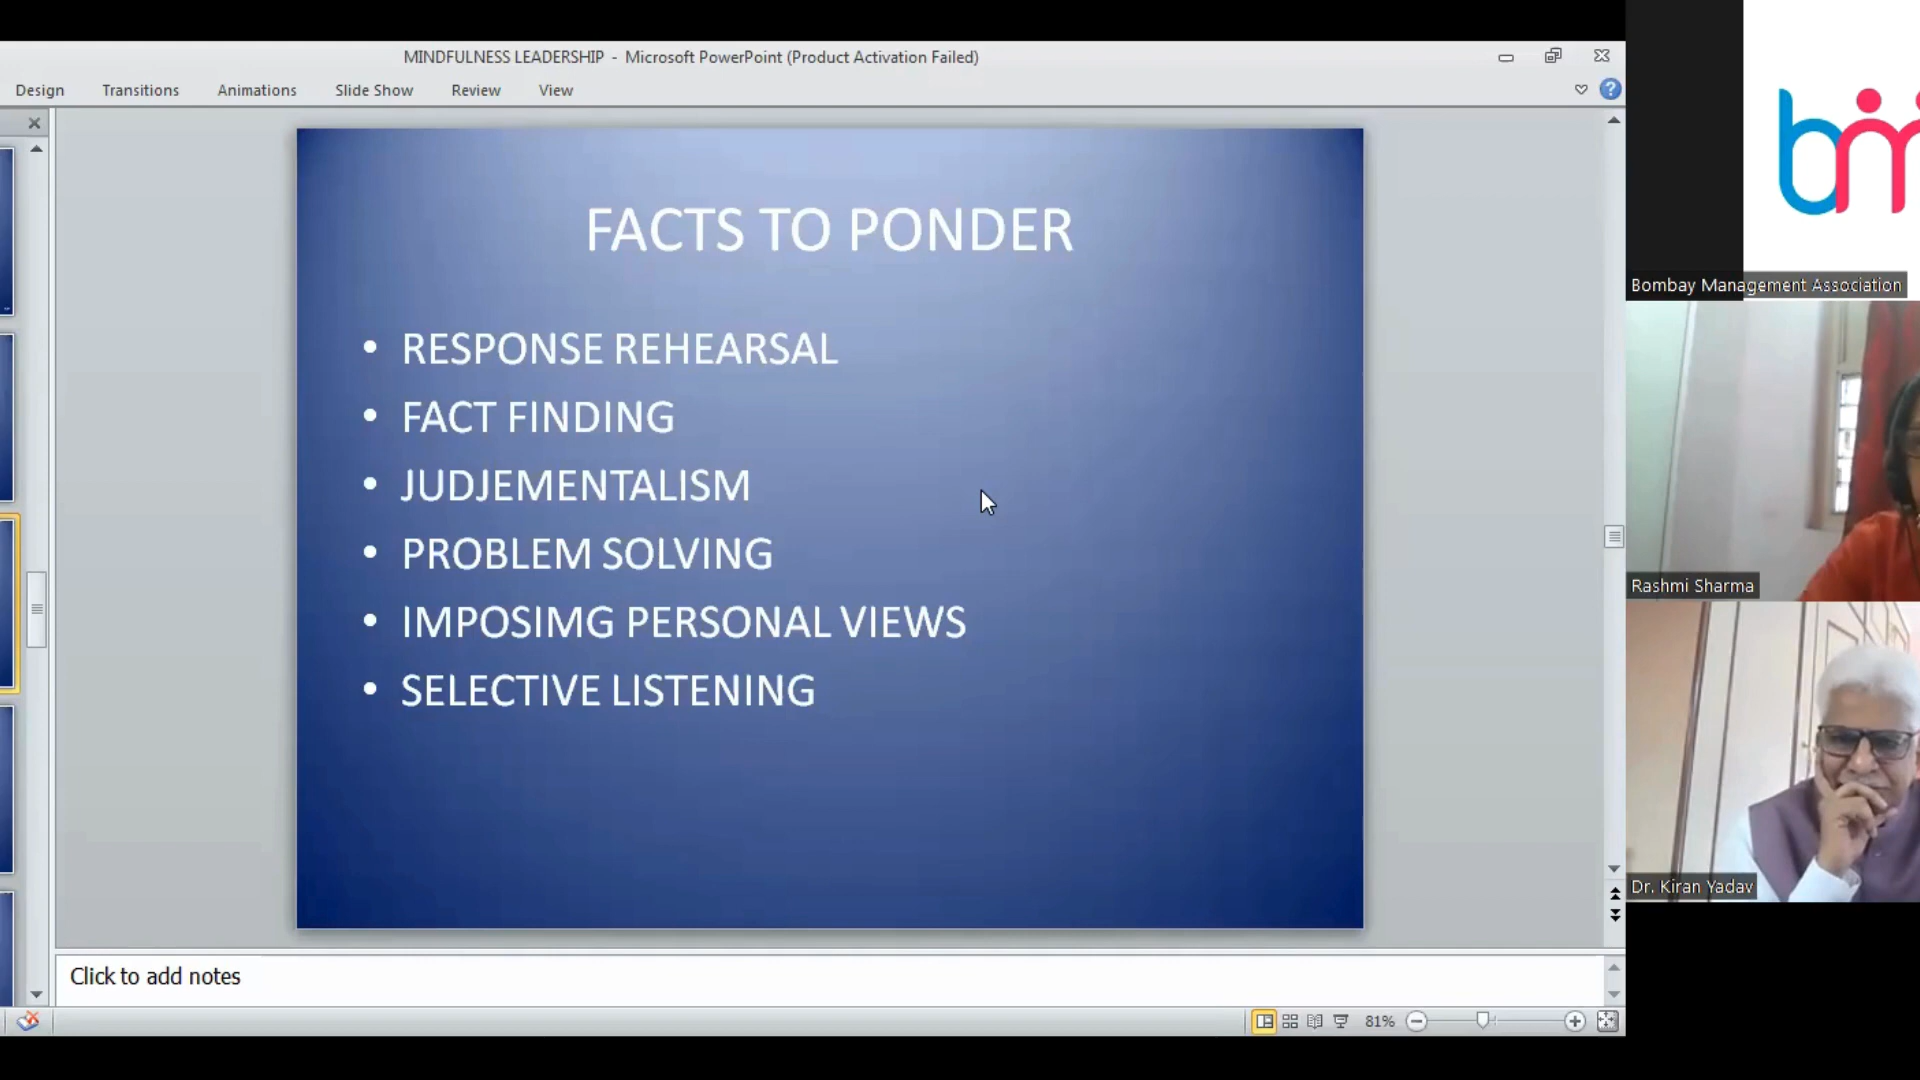 MINDFULNESS LEADERSHIP - Microsoft PowerPoint (Product Activation Failed)
Design Transitions Animations Slide Show Review View
FACTS TO PONDER
• RESPONSE REHEARSAL
• FACT FINDING
• JUDJEMENTALISM
• PROBLEM SOLVING
• IMPOSIMG PERSONAL VIEWS
• SELECTIVE LISTENING
Click to add notes
81%
bm
Bombay Management Association
Rashmi Sharma
Dr. Kiran Yadav